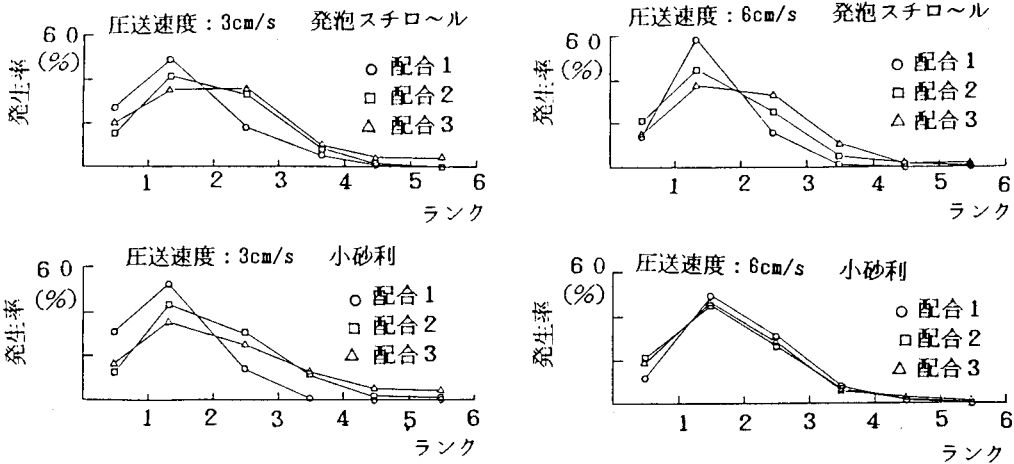 圧送速度：3cm/s 発泡スチロ～ル
60
(%)
発生率
配合1
配合2
配合3
1 2 3 4 5 6
ランク
圧送速度：6cm/s 発泡スチロ～ル
60
(%)
発生率
配合1
配合2
配合3
1 2 3 4 5 6
ランク
圧送速度：3cm/s 小砂利
60
(%)
発生率
配合1
配合2
配合3
1 2 3 4 5 6
ランク
圧送速度：6cm/s 小砂利
60
(%)
発生率
配合1
配合2
配合3
1 2 3 4 5 6
ランク